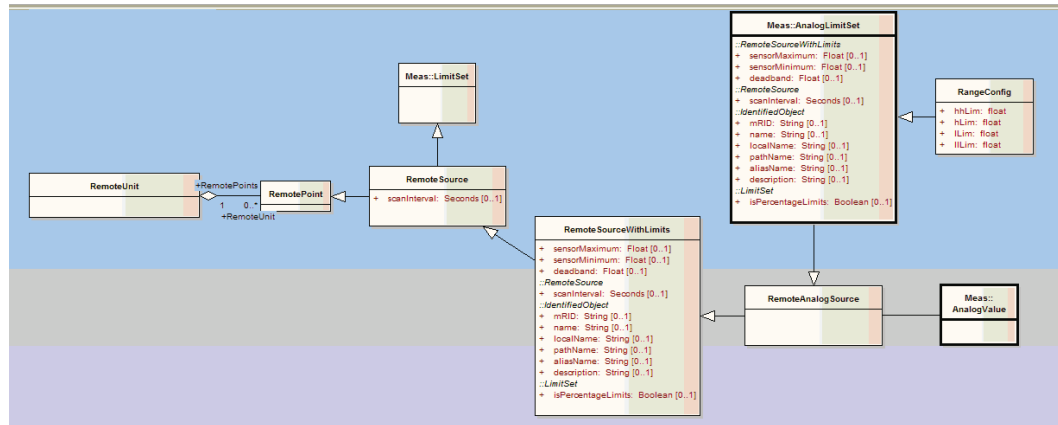 Meas::AnalogLimitSet
::RemoteSourceWithLimits
+ sensorMaximum: Float [0..1]
+ sensorMinimum: Float [0..1]
+ deadband: Float [0..1]
::RemoteSource
+ scanInterval: Seconds [0..1]
::IdentifiedObject
+ mRID: String [0..1]
+ name: String [0..1]
+ localName: String [0..1]
+ pathName: String [0..1]
+ aliasName: String [0..1]
+ description: String [0..1]
::LimitSet
+ isPercentageLimits: Boolean [0..1]
Meas::LimitSet
RangeConfig
+ hhLim: float
+ hLim: float
+ lLim: float
+ llLim: float
RemoteUnit
+RemotePoints
1 0..*
+RemoteUnit
RemotePoint
RemoteSource
+ scanInterval: Seconds [0..1]
RemoteSourceWithLimits
+ sensorMaximum: Float [0..1]
+ sensorMinimum: Float [0..1]
+ deadband: Float [0..1]
::RemoteSource
+ scanInterval: Seconds [0..1]
::IdentifiedObject
+ mRID: String [0..1]
+ name: String [0..1]
+ localName: String [0..1]
+ pathName: String [0..1]
+ aliasName: String [0..1]
+ description: String [0..1]
::LimitSet
+ isPercentageLimits: Boolean [0..1]
RemoteAnalogSource
Meas::
AnalogValue